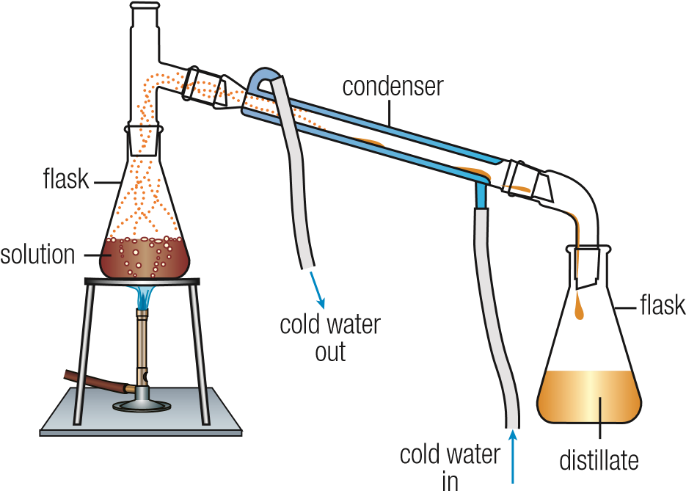 condenser
flask
solution
cold water
out
flask
cold water
in
distillate